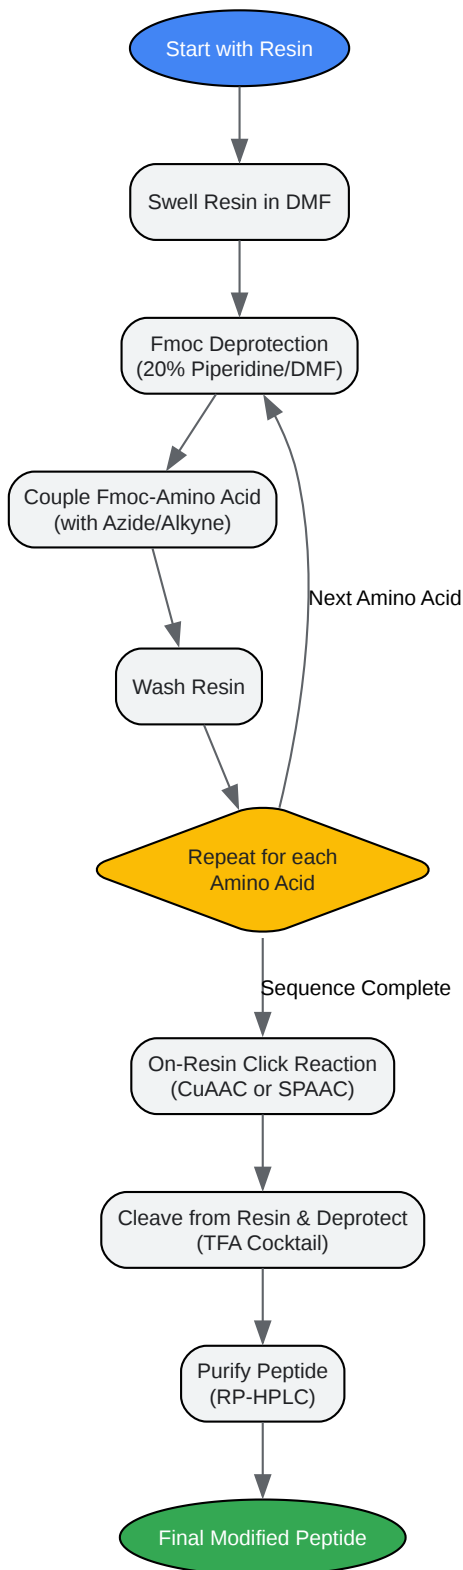 Start with Resin
Swell Resin in DMF
Fmoc Deprotection
(20% Piperidine/DMF)
Couple Fmoc-Amino Acid
(with Azide/Alkyne)
Next Amino Acid
Wash Resin
Repeat for each
Amino Acid
Sequence Complete
On-Resin Click Reaction
(CuAAC or SPAAC)
Cleave from Resin & Deprotect
(TFA Cocktail)
Purify Peptide
(RP-HPLC)
Final Modified Peptide